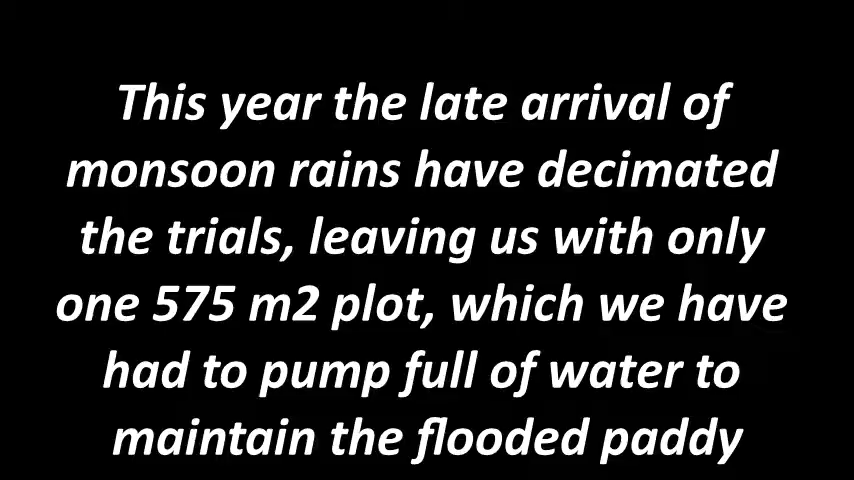 This year the late arrival of
monsoon rains have decimated
the trials, leaving us with only
one 575 m2 plot, which we have
had to pump full of water to
maintain the flooded paddy